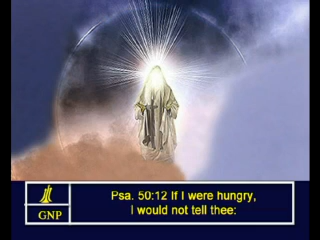 Psa. 50:12 If I were hungry,
I would not tell thee:
GNP